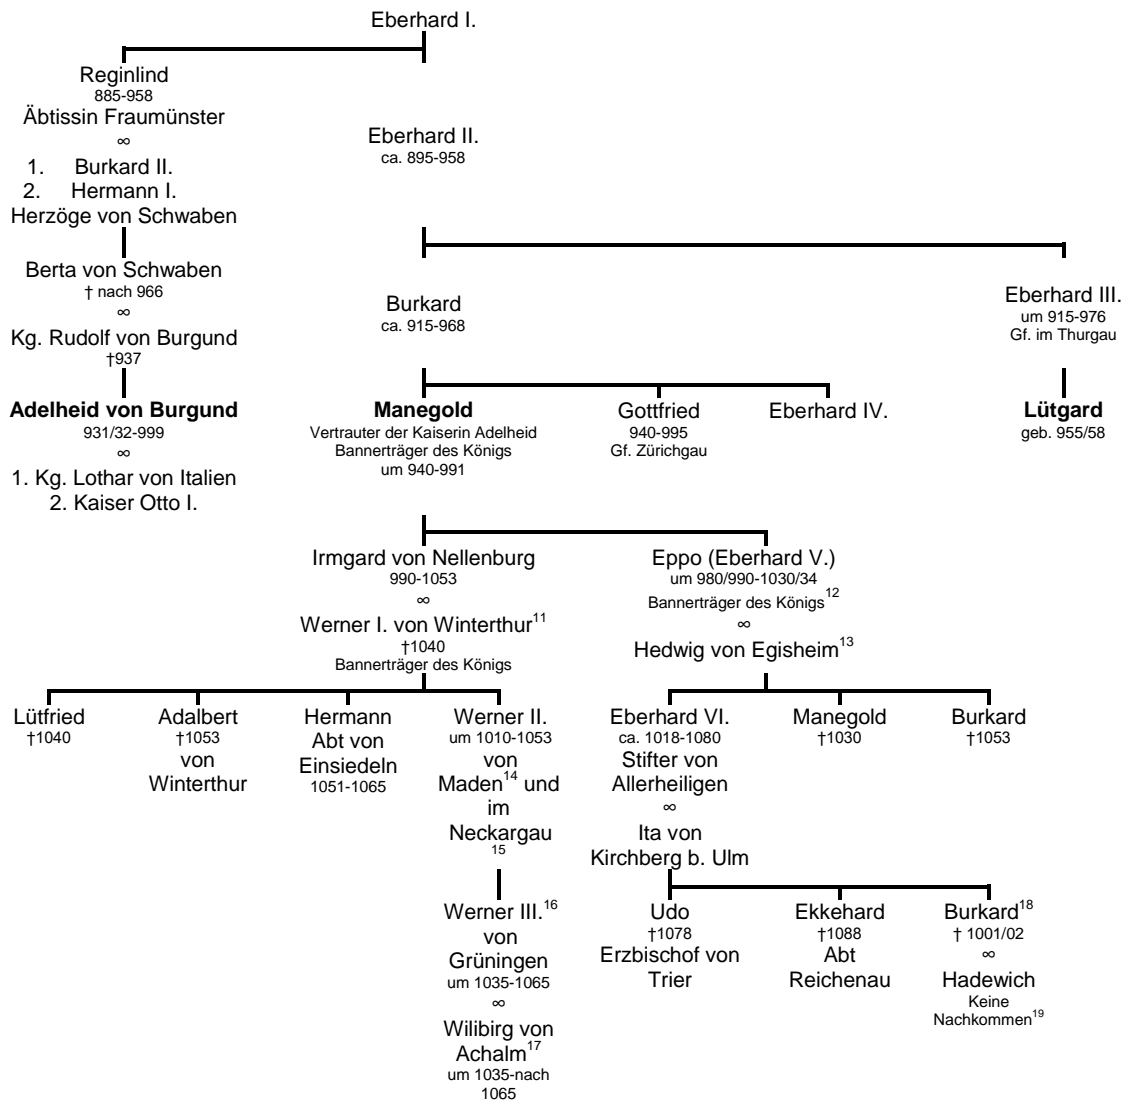 Eberhard I.
Reginlind
885-958
Äbtissin Fraumünster
∞
1. Burkard II.
2. Hermann I.
Herzöge von Schwaben
Eberhard II.
ca. 895-958
Berta von Schwaben
† nach 966
∞
Kg. Rudolf von Burgund
†937
Burkard
ca. 915-968
Eberhard III.
um 915-976
Gf. im Thurgau
Adelheid von Burgund
931/32-999
∞
1. Kg. Lothar von Italien
2. Kaiser Otto I.
Manegold
Vertrauter der Kaiserin Adelheid
Bannerträger des Königs
um 940-991
Gottfried
940-995
Gf. Zürichgau
Eberhard IV.
Lütgard
geb. 955/58
Irmgard von Nellenburg
990-1053
∞
Werner I. von Winterthur11
†1040
Bannerträger des Königs
Eppo (Eberhard V.)
um 980/990-1030/34
Bannerträger des Königs12
∞
Hedwig von Egisheim13
Lütfried
†1040
Adalbert
†1053
von
Winterthur
Hermann
Abt von
Einsiedeln
1051-1065
Werner II.
um 1010-1053
von
Maden14 und
im
Neckargau
15
Eberhard VI.
ca. 1018-1080
Stifter von
Allerheiligen
∞
Ita von
Kirchberg b. Ulm
Manegold
†1030
Burkard
†1053
Werner III.16
von
Grüningen
um 1035-1065
∞
Wilibirg von
Achalm17
um 1035-nach
1065
Udo
†1078
Erzbischof von
Trier
Ekkehard
†1088
Abt
Reichenau
Burkard18
† 1001/02
∞
Hadewich
Keine
Nachkommen19